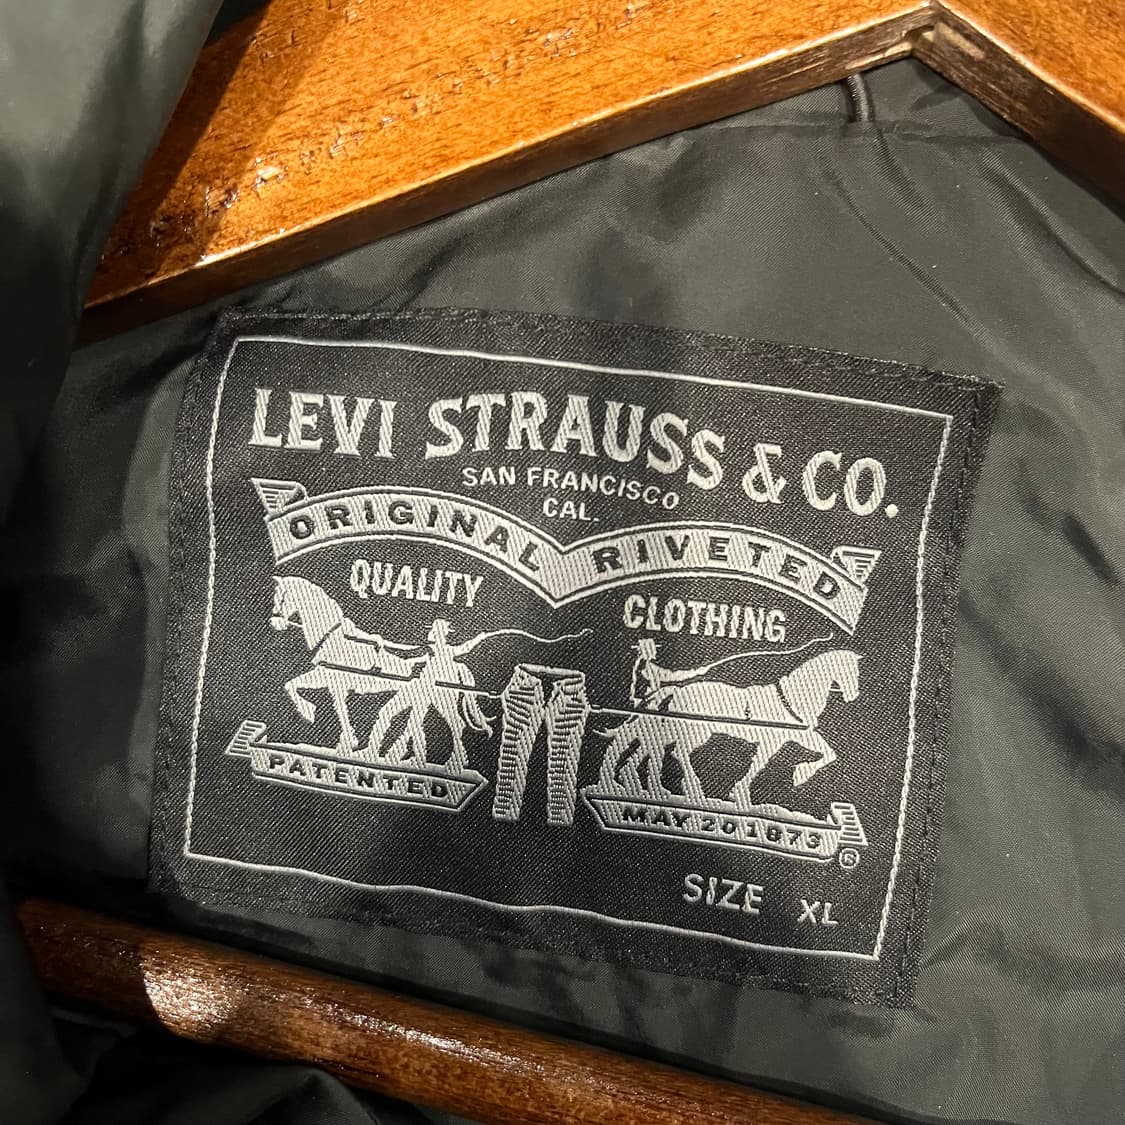 LEVI STRAUSS & CO.
SAN FRANCISCO
CAL.
ORIGINAL RIVETED
QUALITY CLOTHING
PATENTED MAY 20 1873
®
SIZE XL